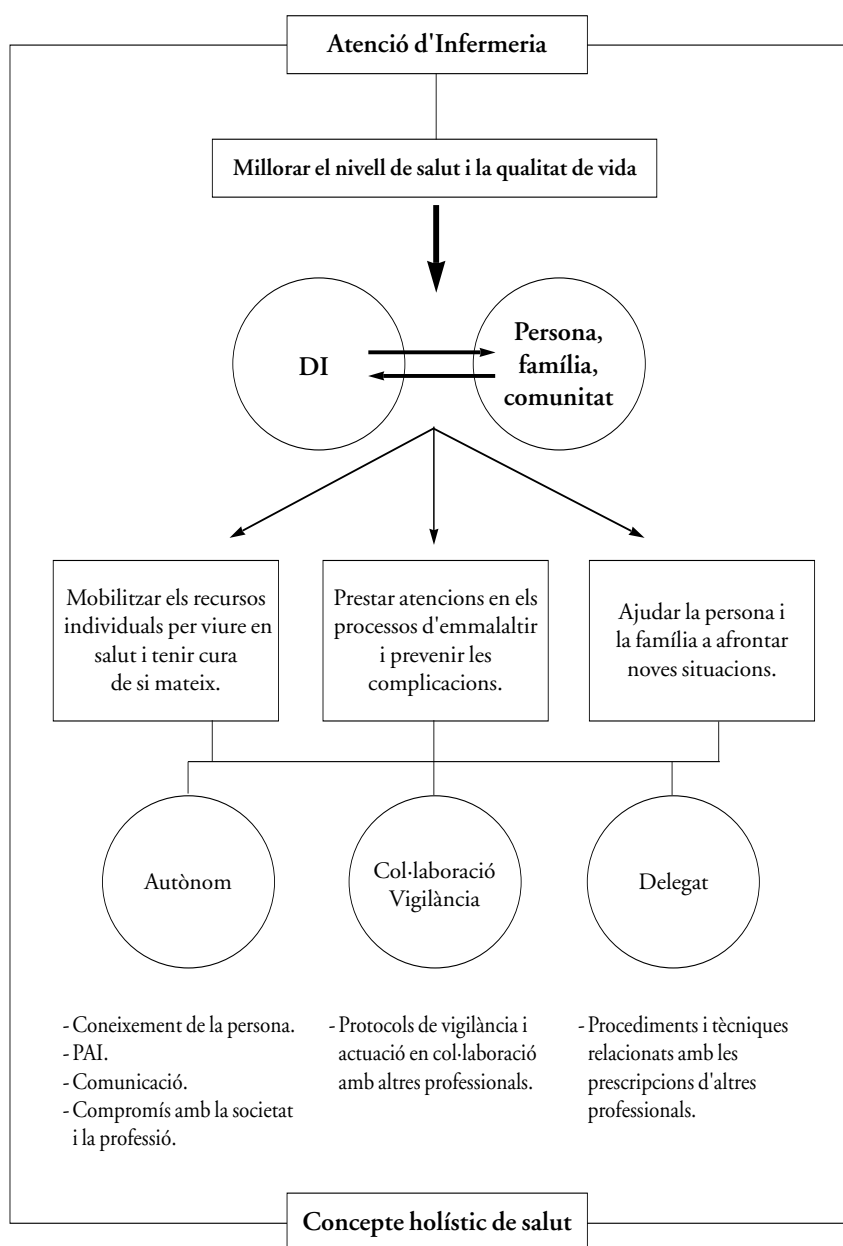 Atenció d'Infermeria
Millorar el nivell de salut i la qualitat de vida
DI
Persona,
família,
comunitat
Mobilitzar els recursos
individuals per viure en
salut i tenir cura
de si mateix.
Prestar atencions en els
processos d'emmalaltir
i prevenir les
complicacions.
Ajudar la persona i
la família a afrontar
noves situacions.
Autònom
Col·laboració
Vigilància
Delegat
- Coneixement de la persona.
- PAI.
- Comunicació.
- Compromís amb la societat
i la professió.
- Protocols de vigilància i
actuació en col·laboració
amb altres professionals.
- Procediments i tècniques
relacionats amb les
prescripcions d'altres
professionals.
Concepte holístic de salut